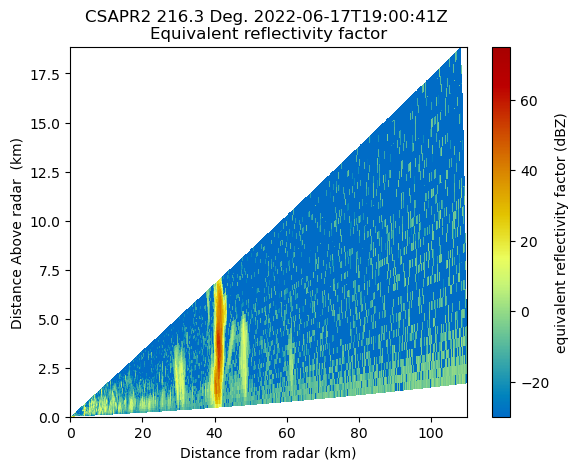 CSAPR2 216.3 Deg. 2022-06-17T19:00:41Z
Equivalent reflectivity factor
17.5
15.0
12.5
10.0
7.5
5.0
2.5
0.0
Distance Above radar  (km)
0 20 40 60 80 100
Distance from radar (km)
60
40
20
0
−20
equivalent reflectivity factor (dBZ)